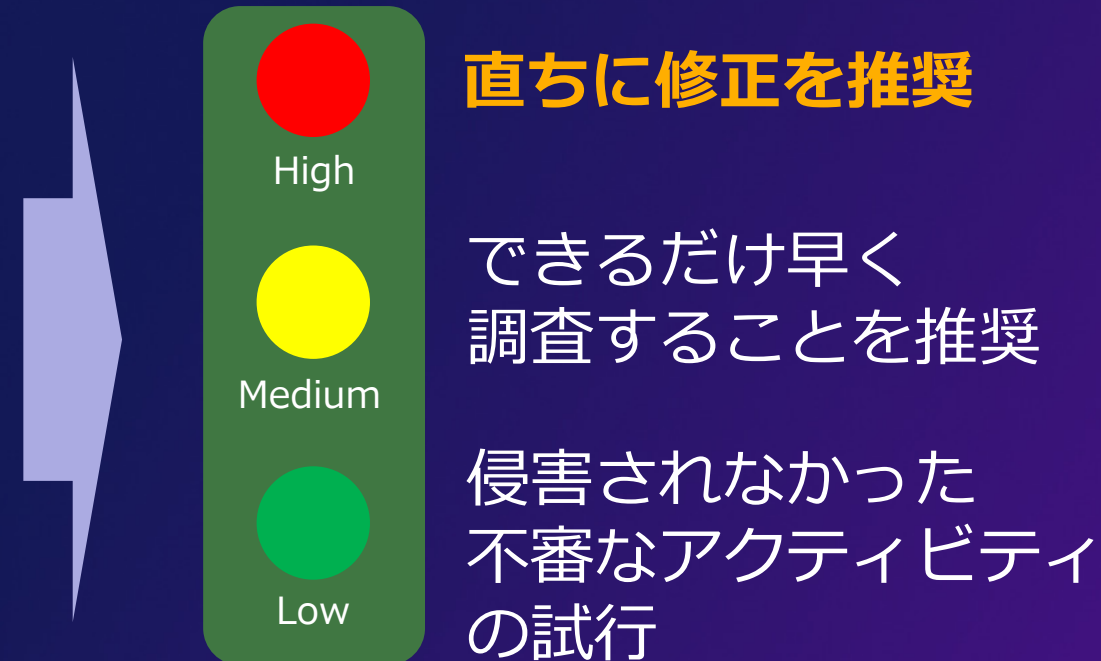 直ちに修正を推奨
High
できるだけ早く
調査することを推奨
Medium
侵害されなかった
不審なアクティビティ
の試行
Low